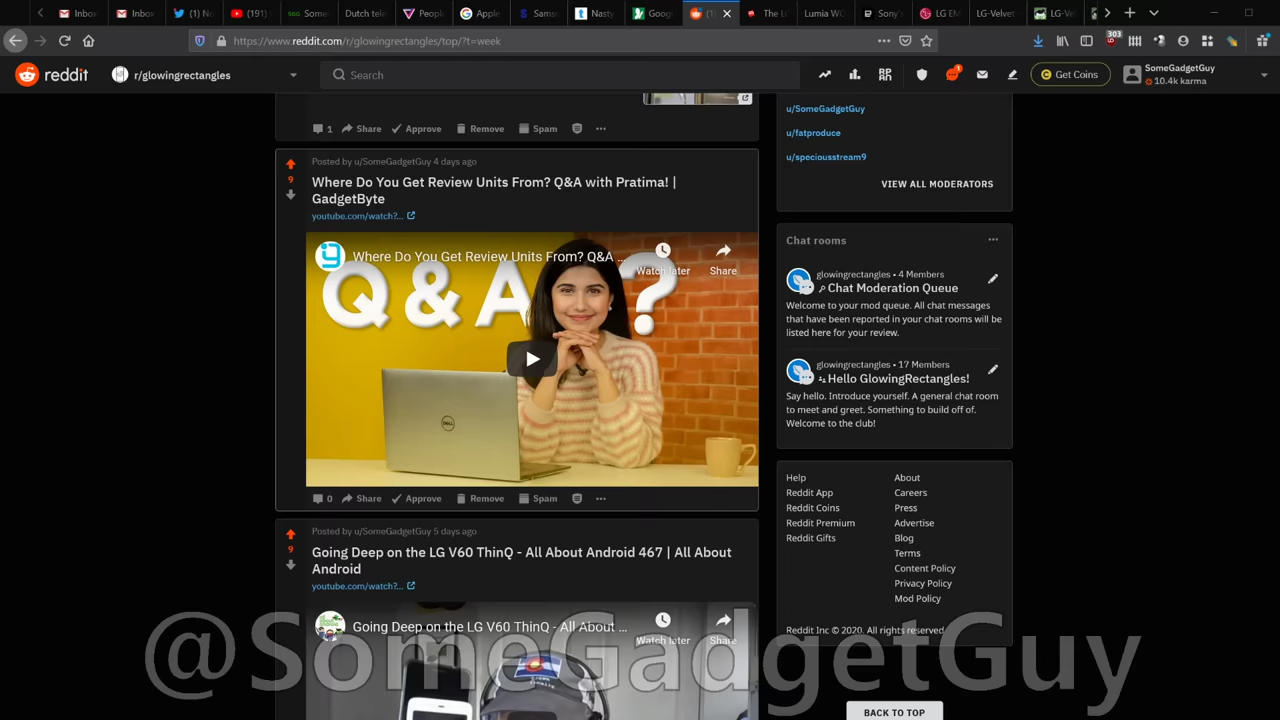 Inbox
Inbox
(1) N
(191)
Some
Dutch tele
Peopl
Apple
Sams
Nasty
Goog
(1)
The L
Lumia W
Sony's
LG EM
LG-Velvet
LG-Ve
https://www.reddit.com/r/glowingrectangles/top/?t=week
303
reddit
r/glowingrectangles
Search
1
Get Coins
SomeGadgetGuy
10.4k karma
1 Share Approve Remove Spam
9
Posted by u/SomeGadgetGuy 4 days ago
Where Do You Get Review Units From? Q&A with Pratima! |
GadgetByte
youtube.com/watch?...
Where Do You Get Review Units From? Q&A ...
Watch later
Share
Q & A ?
DELL
0 Share Approve Remove Spam
9
Posted by u/SomeGadgetGuy 5 days ago
Going Deep on the LG V60 ThinQ - All About Android 467 | All About
Android
youtube.com/watch?...
Going Deep on the LG V60 ThinQ - All About ...
Watch later
Share
u/SomeGadgetGuy
u/fatproduce
u/speciousstream9
VIEW ALL MODERATORS
Chat rooms
glowingrectangles • 4 Members
Chat Moderation Queue
Welcome to your mod queue. All chat messages
that have been reported in your chat rooms will be
listed here for your review.
glowingrectangles • 17 Members
Hello GlowingRectangles!
Say hello. Introduce yourself. A general chat room
to meet and greet. Something to build off of.
Welcome to the club!
Help
Reddit App
Reddit Coins
Reddit Premium
Reddit Gifts
About
Careers
Press
Advertise
Blog
Terms
Content Policy
Privacy Policy
Mod Policy
Reddit Inc © 2020. All rights reserved
BACK TO TOP
@SomeGadgetGuy